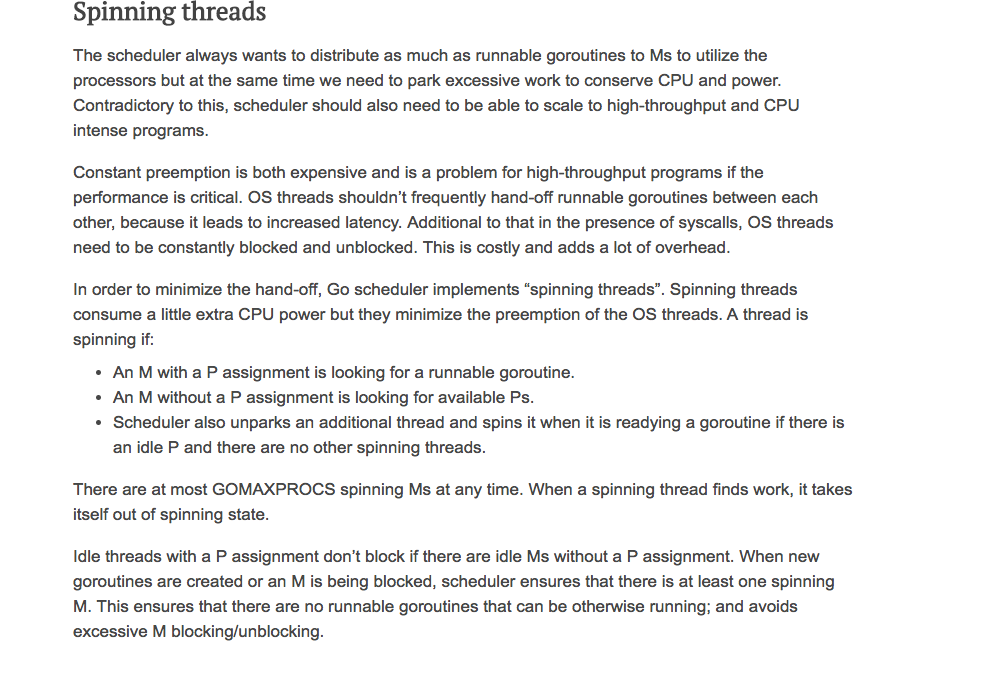 Spinning threads
The scheduler always wants to distribute as much as runnable goroutines to Ms to utilize the
processors but at the same time we need to park excessive work to conserve CPU and power.
Contradictory to this, scheduler should also need to be able to scale to high-throughput and CPU
intense programs.
Constant preemption is both expensive and is a problem for high-throughput programs if the
performance is critical. OS threads shouldn’t frequently hand-off runnable goroutines between each
other, because it leads to increased latency. Additional to that in the presence of syscalls, OS threads
need to be constantly blocked and unblocked. This is costly and adds a lot of overhead.
In order to minimize the hand-off, Go scheduler implements “spinning threads”. Spinning threads
consume a little extra CPU power but they minimize the preemption of the OS threads. A thread is
spinning if:
• An M with a P assignment is looking for a runnable goroutine.
• An M without a P assignment is looking for available Ps.
• Scheduler also unparks an additional thread and spins it when it is readying a goroutine if there is
an idle P and there are no other spinning threads.
There are at most GOMAXPROCS spinning Ms at any time. When a spinning thread finds work, it takes
itself out of spinning state.
Idle threads with a P assignment don’t block if there are idle Ms without a P assignment. When new
goroutines are created or an M is being blocked, scheduler ensures that there is at least one spinning
M. This ensures that there are no runnable goroutines that can be otherwise running; and avoids
excessive M blocking/unblocking.